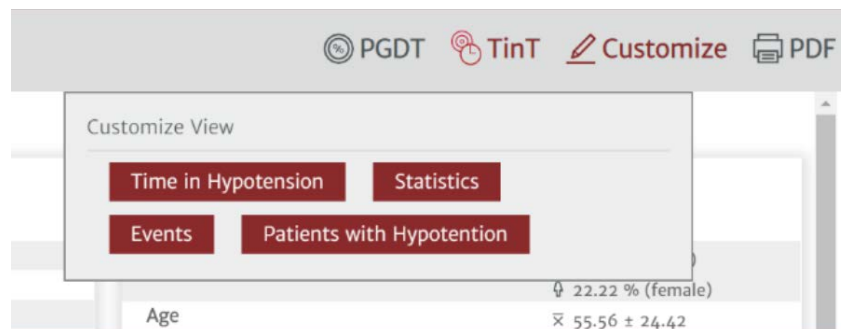 PGDT TinT Customize PDF
Customize View
Time in Hypotension Statistics
Events Patients with Hypotention
)
22.22 % (female)
Age x̅ 55.56 ± 24.42